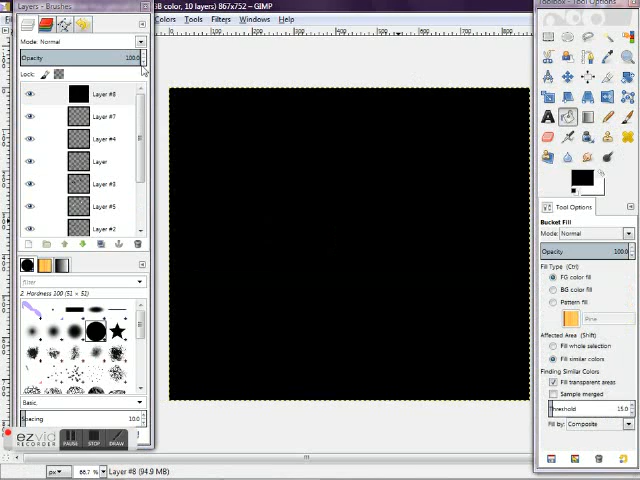 Layers - Brushes
GB color, 10 layers) 867x752 – GIMP
Toolbox - Tool Options
Colors Tools Filters Windows Help
Mode: Normal
Opacity 100.0
Lock:
Layer #8
Layer #7
Layer #4
Layer
Layer #3
Layer #5
Layer #2
filter
2. Hardness 100 (51 × 51)
Basic.
Spacing 10.0
ezvid
RECORDER
PAUSE
STOP
DRAW
px
66.7 %
Layer #8 (94.9 MB)
Tool Options
Bucket Fill
Mode: Normal
Opacity 100.0
Fill Type (Ctrl)
FG color fill
BG color fill
Pattern fill
Pine
Affected Area (Shift)
Fill whole selection
Fill similar colors
Finding Similar Colors
Fill transparent areas
Sample merged
Threshold 15.0
Fill by: Composite